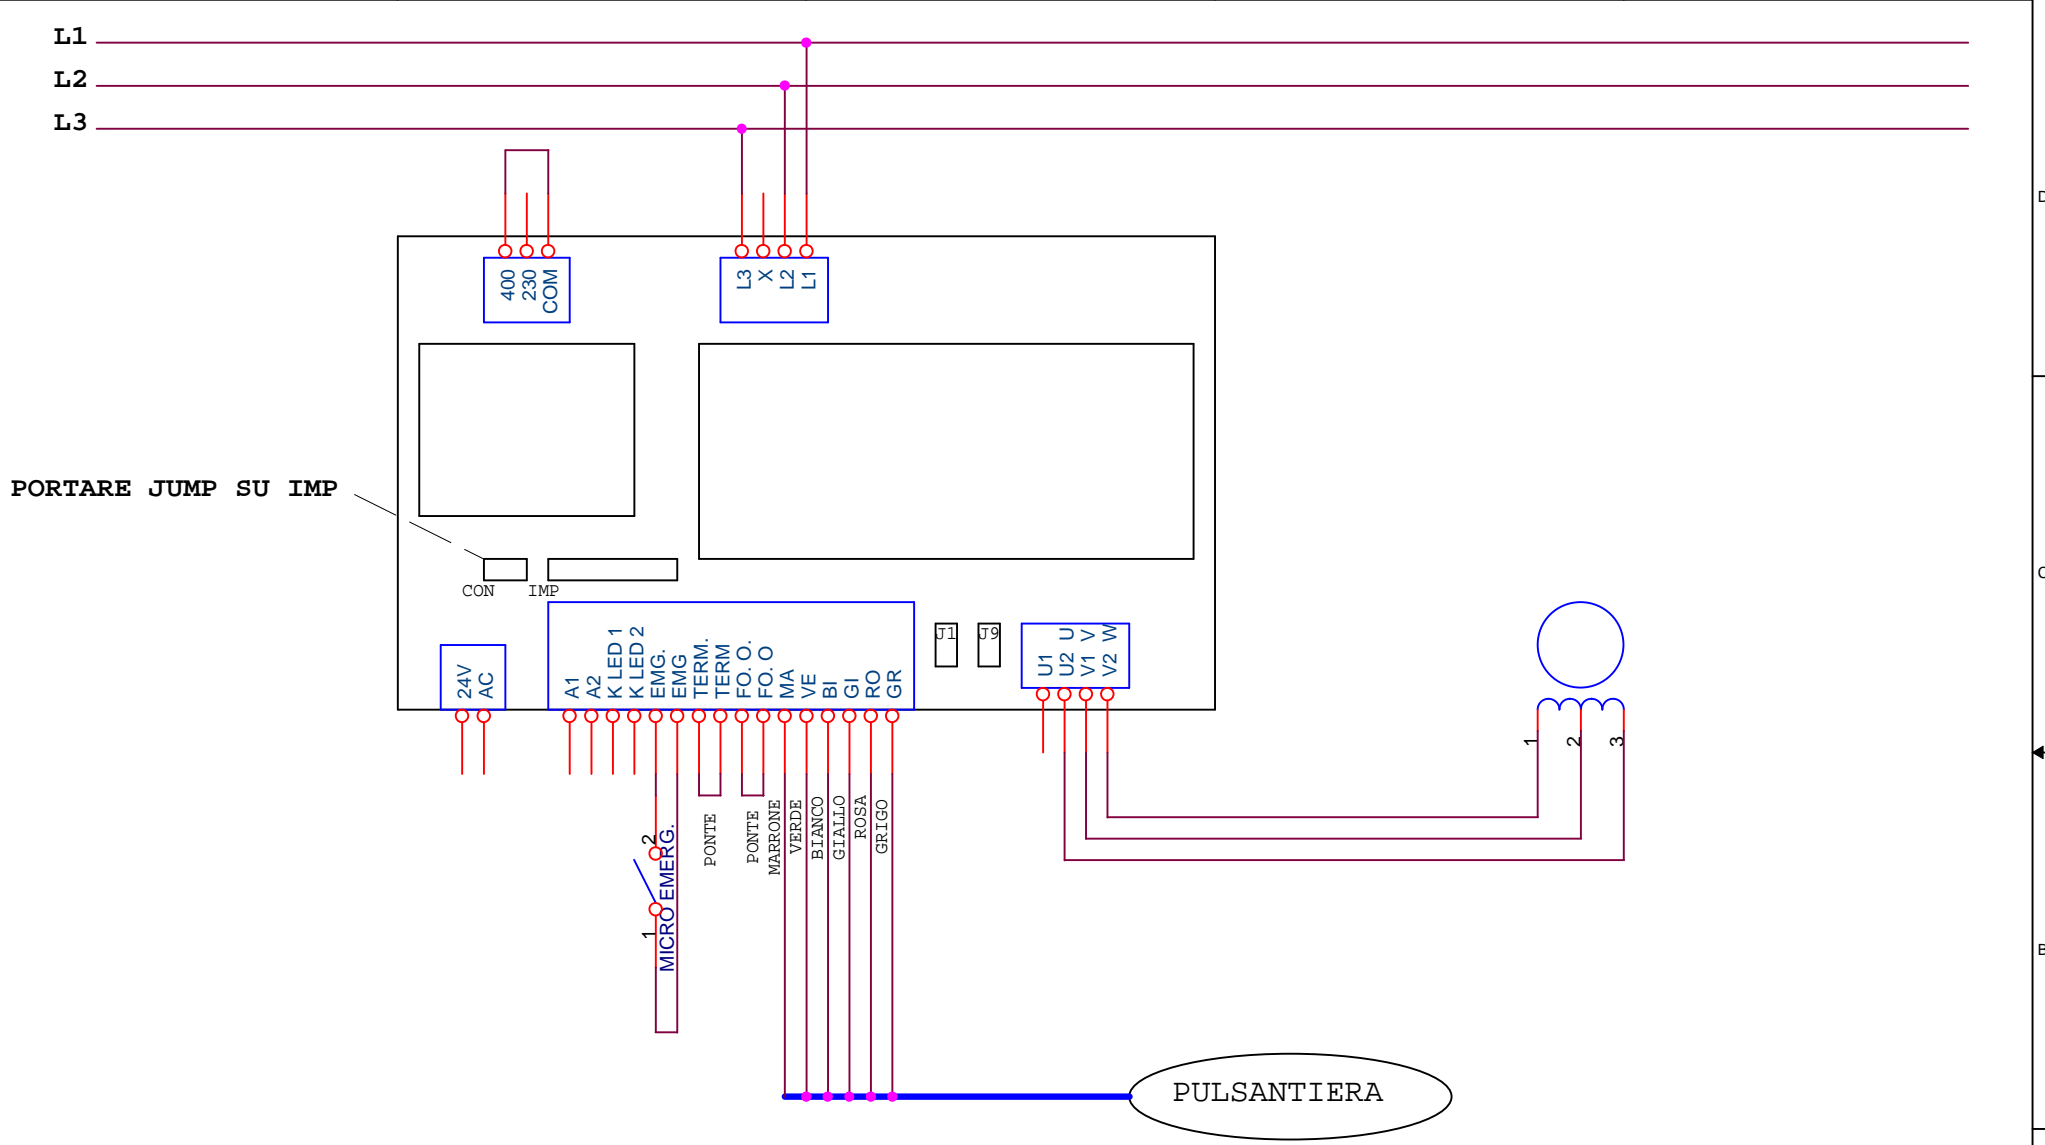 L1
L2
L3
D
400
230
COM
L3
X
L2
L1
PORTARE JUMP SU IMP
C
CON
IMP
24V
AC
A1
A2
K LED 1
K LED 2
EMG.
EMG
TERM.
TERM
FO. O.
FO. O
MA
VE
BI
GI
RO
GR
J1
J9
U1
U2 U
V1 V
V2 W
1
2
3
2
1
MICRO EMERG.
PONTE
PONTE
MARRONE
VERDE
BIANCO
GIALLO
ROSA
GRIGO
B
PULSANTIERA